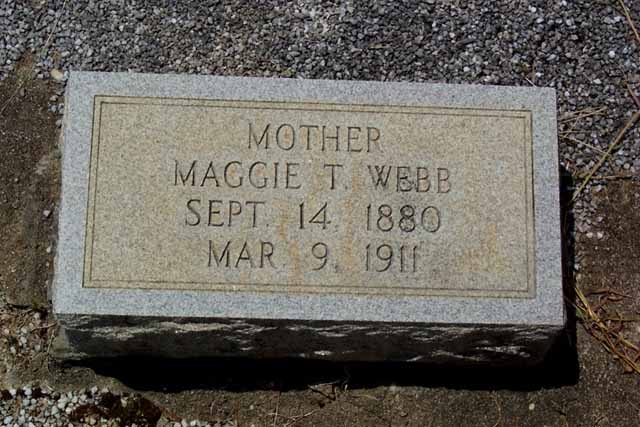 MOTHER
MAGGIE T. WEBB
SEPT. 14. 1880
MAR. 9. 1911